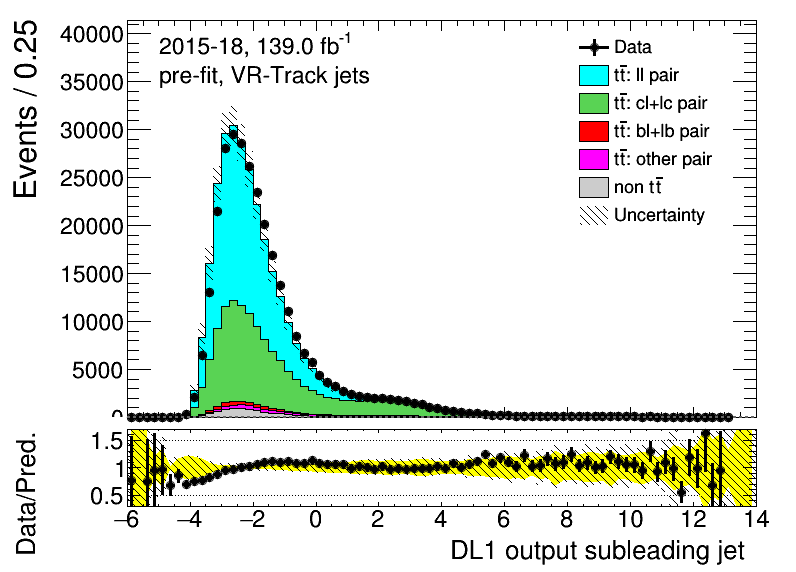 Events / 0.25
40000
35000
30000
25000
20000
15000
10000
5000
0
2015-18, 139.0 fb⁻¹
pre-fit, VR-Track jets
Data
tt̄: ll pair
tt̄: cl+lc pair
tt̄: bl+lb pair
tt̄: other pair
non tt̄
Uncertainty
Data/Pred.
1.5
1
0.5
−6 −4 −2 0 2 4 6 8 10 12 14
DL1 output subleading jet